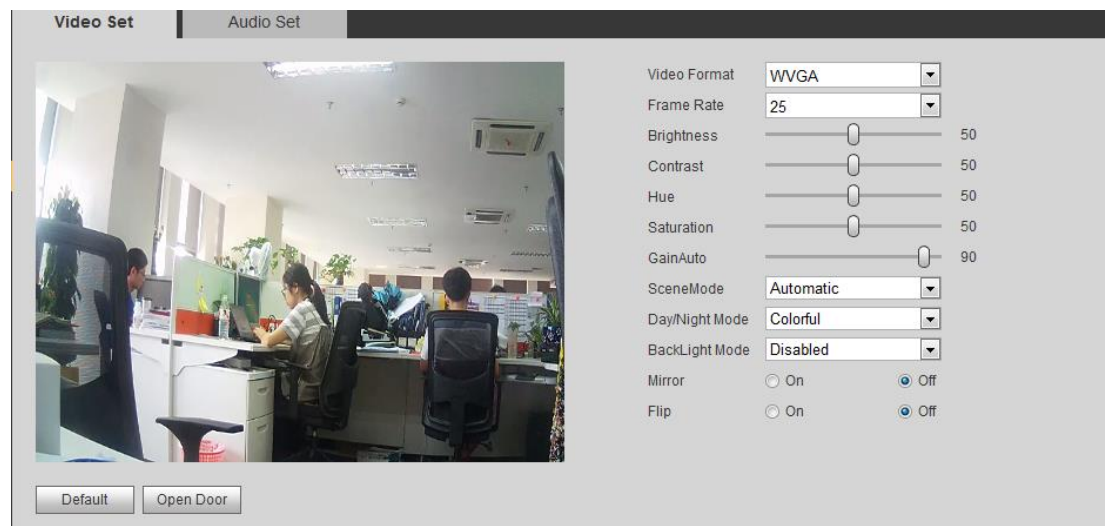 Video Set Audio Set
Video Format WVGA
Frame Rate 25
Brightness 50
Contrast 50
Hue 50
Saturation 50
GainAuto 90
SceneMode Automatic
Day/Night Mode Colorful
BackLight Mode Disabled
Mirror On Off
Flip On Off
Default Open Door